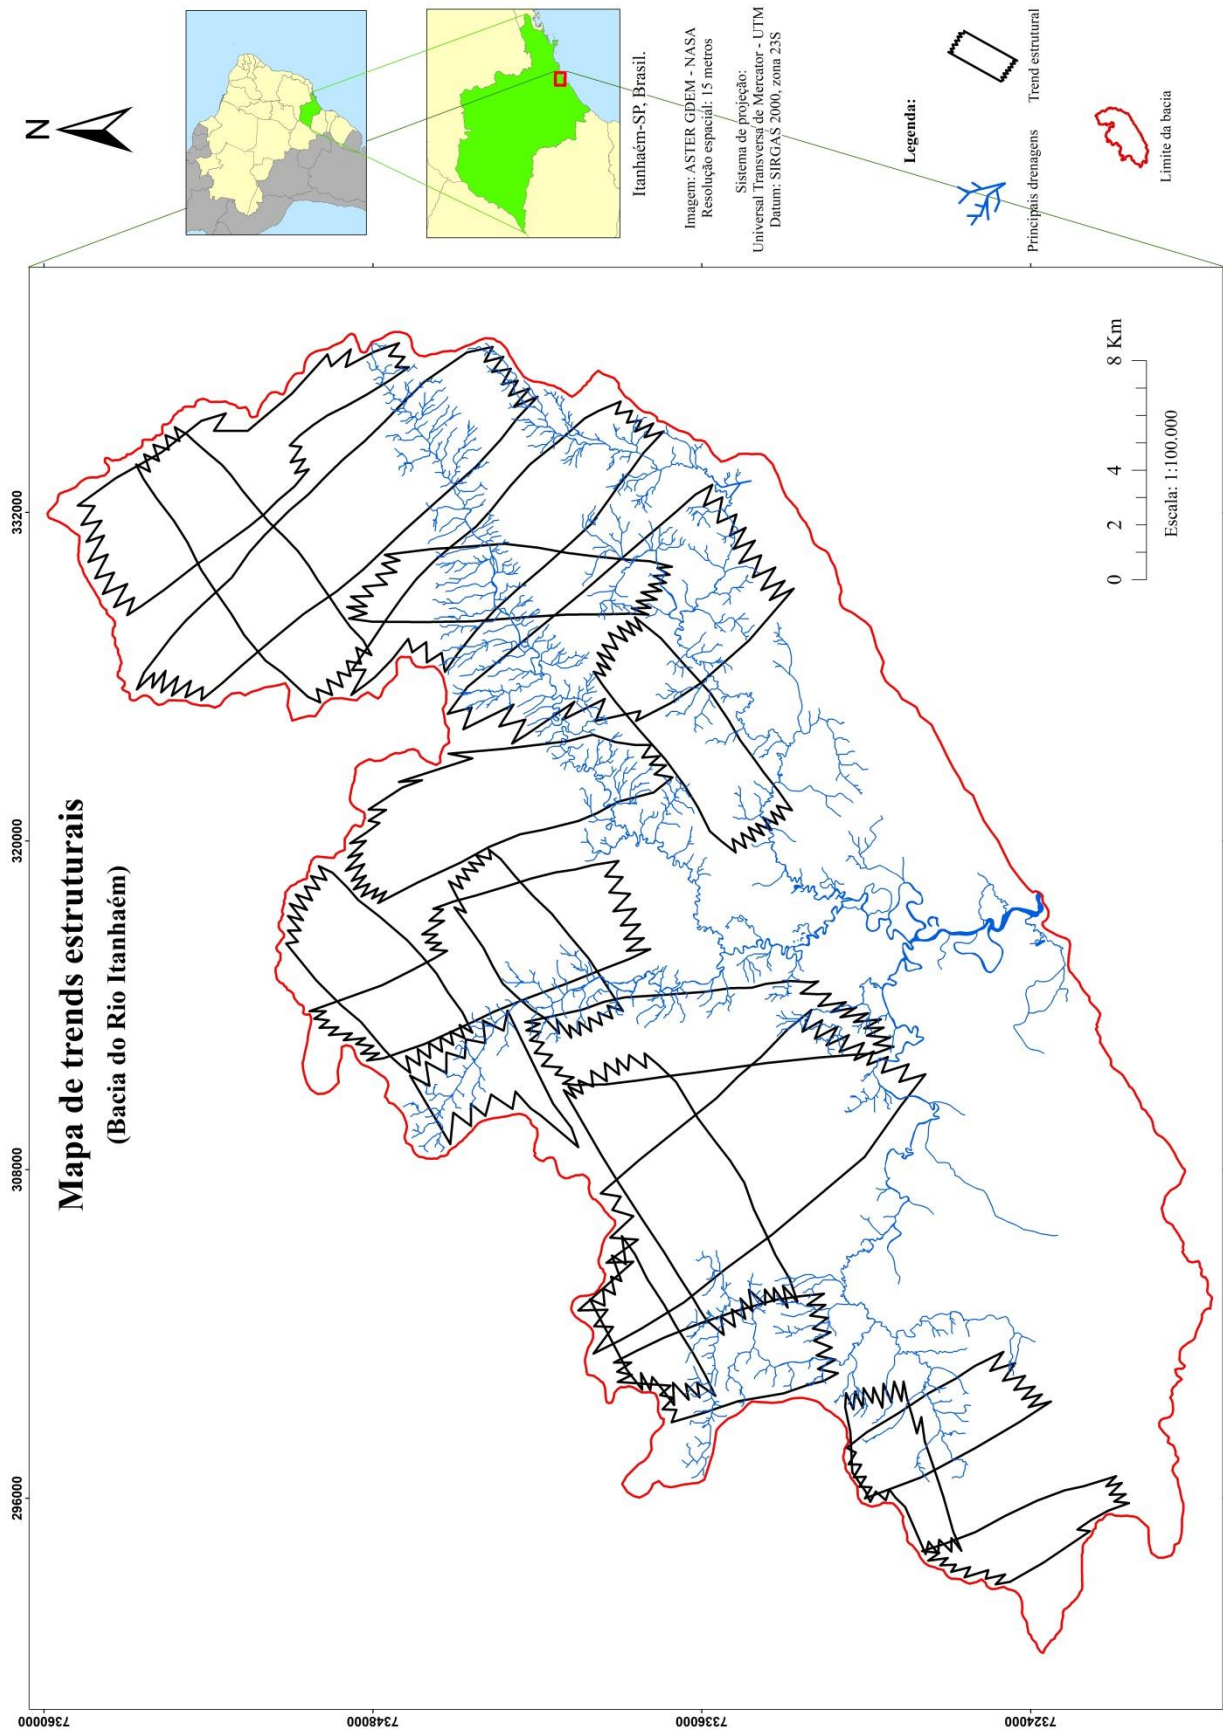 Mapa de trends estruturais
(Bacia do Rio Itanhaém)
N
296000
308000
320000
332000
7360000
7348000
7336000
7324000
0 2 4 8 Km
Escala: 1:100.000
Itanhaém-SP, Brasil.
Imagem: ASTER GDEM - NASA
Resolução espacial: 15 metros
Sistema de projeção:
Universal Transversa de Mercator - UTM
Datum: SIRGAS 2000, zona 23S
Legenda:
Principais drenagens
Trend estrutural
Limite da bacia